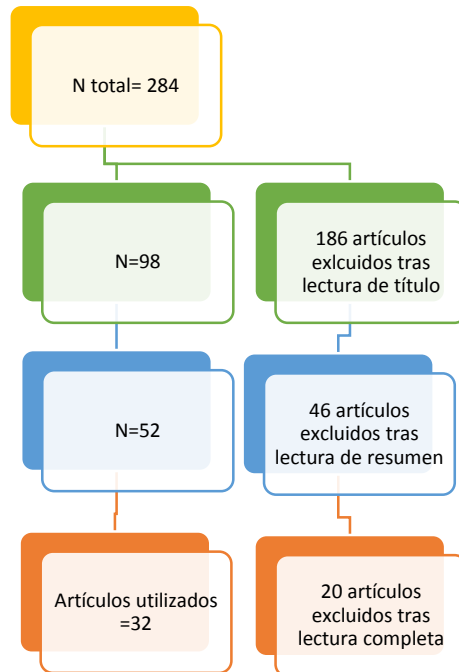 N total= 284
N=98
186 artículos
exlcuidos tras
lectura de título
N=52
46 artículos
excluidos tras
lectura de resumen
Artículos utilizados
=32
20 artículos
excluidos tras
lectura completa